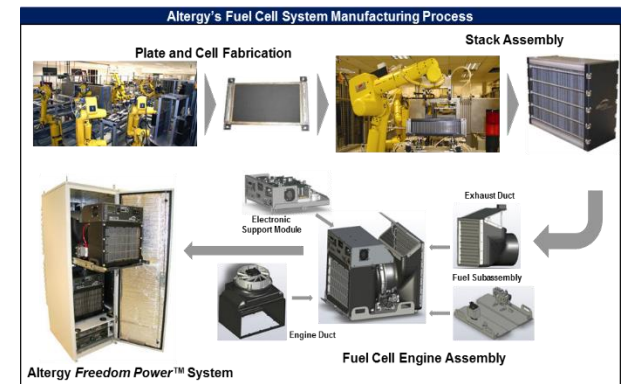 Altergy's Fuel Cell System Manufacturing Process
Plate and Cell Fabrication
Stack Assembly
Electronic
Support Module
Exhaust Duct
Fuel Subassembly
Engine Duct
Fuel Cell Engine Assembly
Altergy Freedom Power™ System